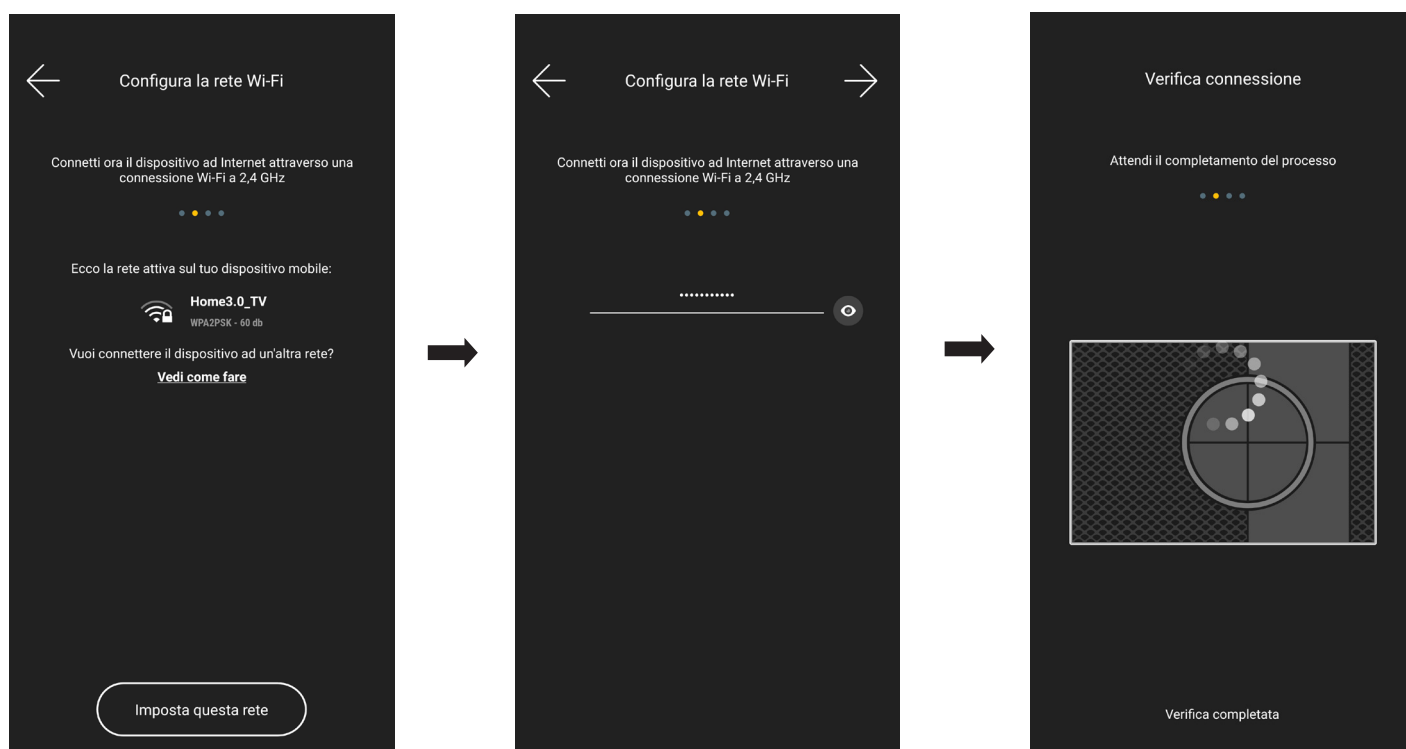 Configura la rete Wi-Fi
Connetti ora il dispositivo ad Internet attraverso una
connessione Wi-Fi a 2,4 GHz
Ecco la rete attiva sul tuo dispositivo mobile:
Home3.0_TV
WPA2PSK - 60 db
Vuoi connettere il dispositivo ad un'altra rete?
Vedi come fare
Imposta questa rete
Configura la rete Wi-Fi
Connetti ora il dispositivo ad Internet attraverso una
connessione Wi-Fi a 2,4 GHz
Verifica connessione
Attendi il completamento del processo
Verifica completata